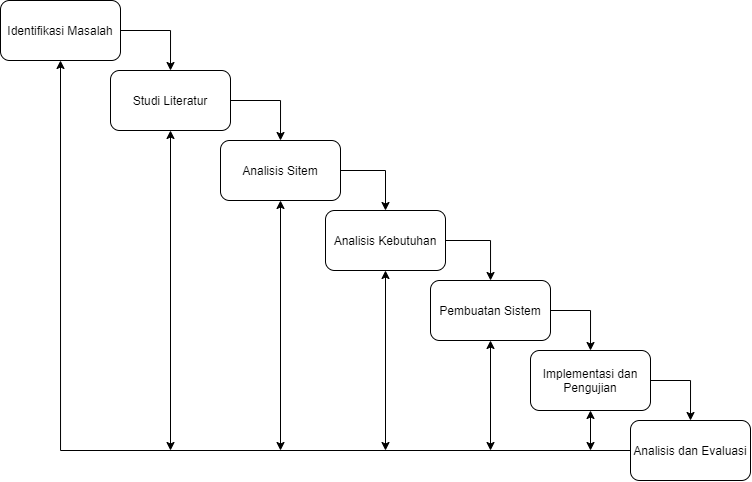 Identifikasi Masalah
Studi Literatur
Analisis Sitem
Analisis Kebutuhan
Pembuatan Sistem
Implementasi dan
Pengujian
Analisis dan Evaluasi